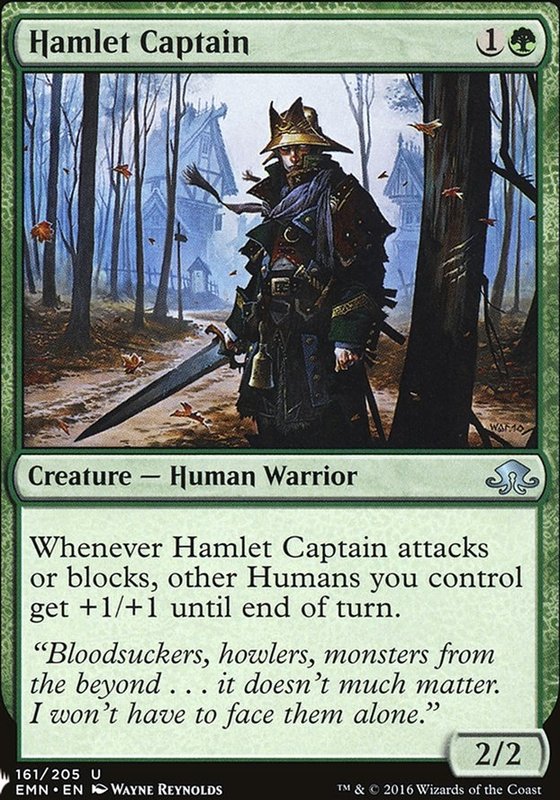 Hamlet Captain
1
Creature — Human Warrior
Whenever Hamlet Captain attacks
or blocks, other Humans you control
get +1/+1 until end of turn.
“Bloodsuckers, howlers, monsters from
the beyond . . . it doesn’t much matter.
I won’t have to face them alone.”
2/2
161/205 U
EMN • EN WAYNE REYNOLDS
™ & © 2016 Wizards of the Coast